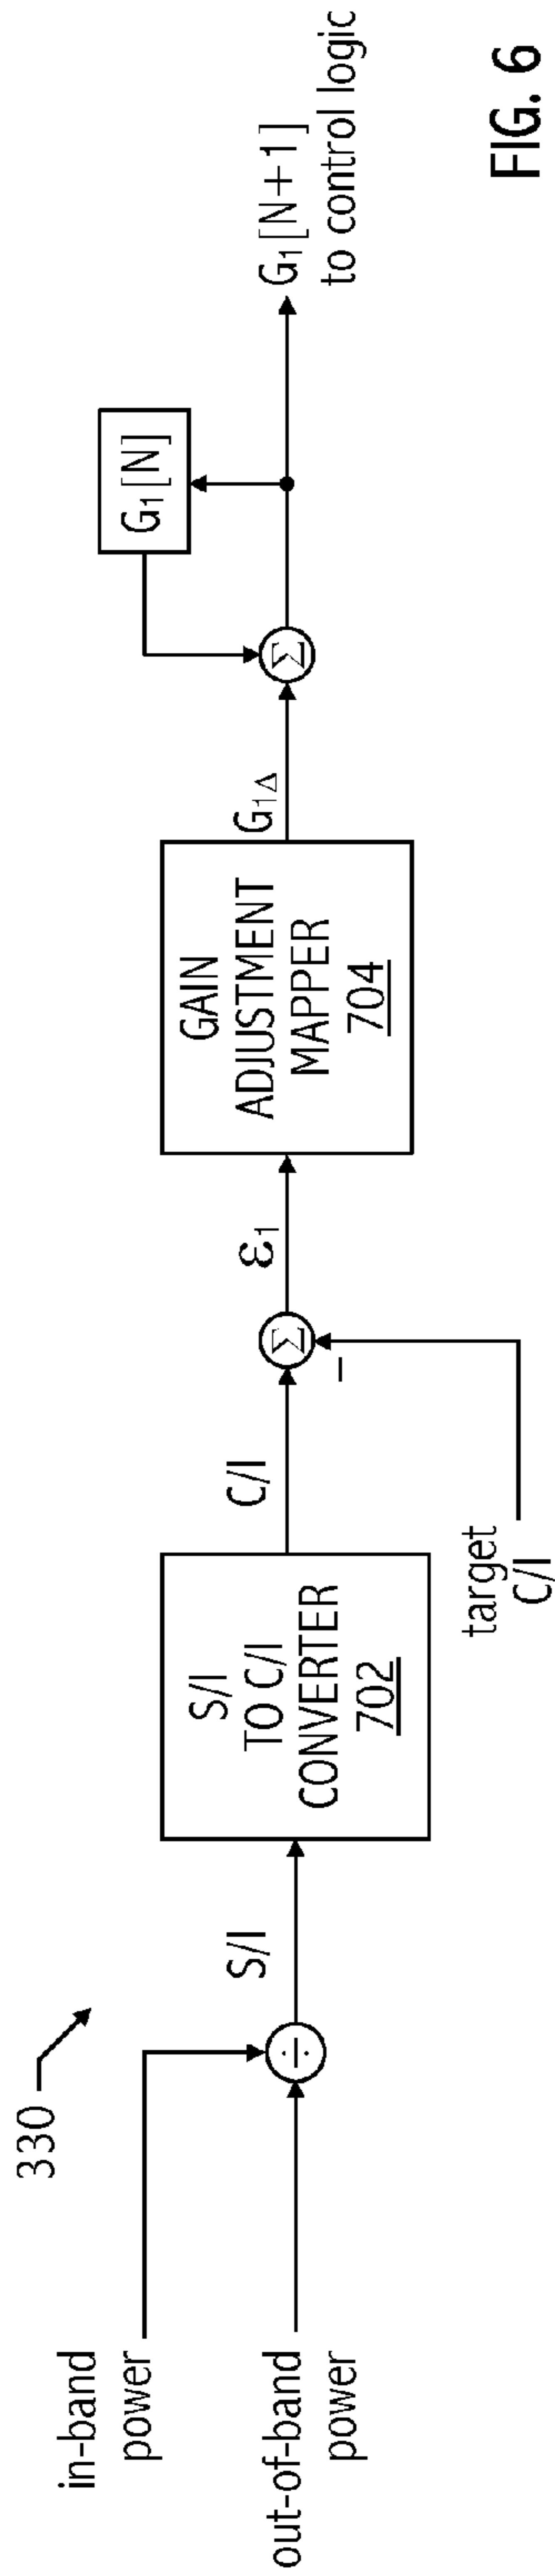 330
in-band
power
out-of-band
power
÷
S/I
S/I
TO C/I
CONVERTER
702
C/I
target
C/I
−
Σ
ε₁
GAIN
ADJUSTMENT
MAPPER
704
G₁Δ
Σ
G₁[N]
G₁[N+1]
to control logic
FIG. 6